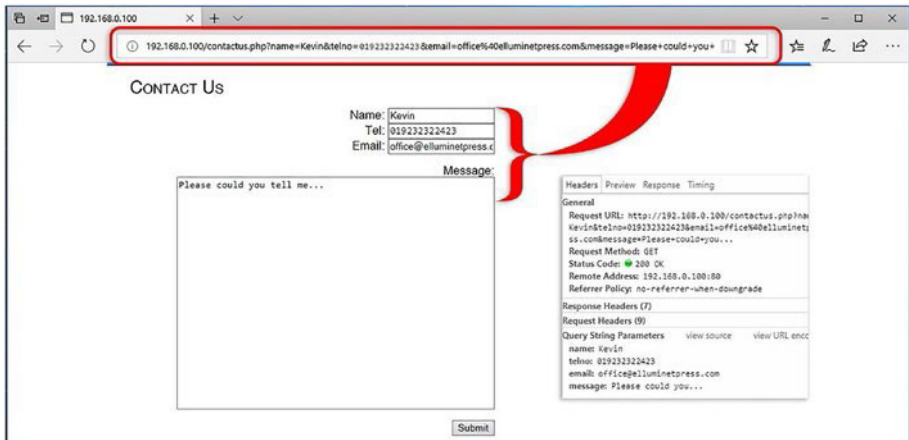 192.168.0.100
192.168.0.100/contactus.php?name=Kevin&telno=019232322423&email=office%40elluminetpress.com&message=Please+could+you+
CONTACT US
Name: Kevin
Tel: 019232322423
Email: office@elluminetpress.c
Message:
Please could you tell me...
Submit
Headers Preview Response Timing
General
Request URL: http://192.168.0.100/contactus.php?na
Kevin&telno=019232322423&email=office%40elluminetp
ss.com&message=Please+could+you...
Request Method: GET
Status Code: 200 OK
Remote Address: 192.168.0.100:80
Referrer Policy: no-referrer-when-downgrade
Response Headers (7)
Request Headers (9)
Query String Parameters view source view URL enco
name: Kevin
telno: 019232322423
email: office@elluminetpress.com
message: Please could you...